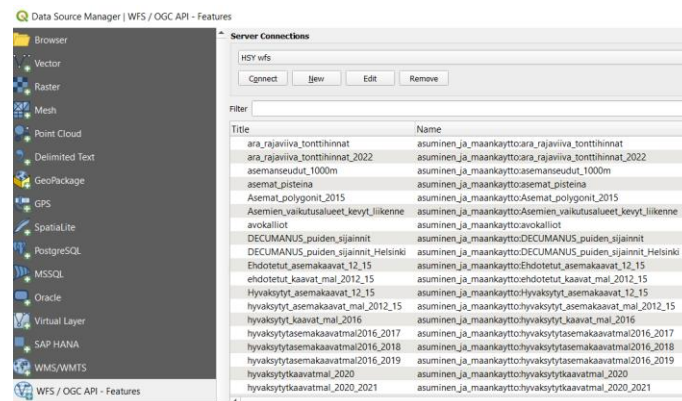 Data Source Manager | WFS / OGC API - Features
Browser
Vector
Raster
Mesh
Point Cloud
Delimited Text
GeoPackage
GPS
SpatiaLite
PostgreSQL
MSSQL
Oracle
Virtual Layer
SAP HANA
WMS/WMTS
WFS / OGC API - Features
Server Connections
HSY wfs
Connect New Edit Remove
Filter
Title Name
ara_rajaviiva_tonttihinnat asuminen_ja_maankaytto:ara_rajaviiva_tonttihinnat
ara_rajaviiva_tonttihinnat_2022 asuminen_ja_maankaytto:ara_rajaviiva_tonttihinnat_2022
asemanseudut_1000m asuminen_ja_maankaytto:asemanseudut_1000m
asemat_pisteina asuminen_ja_maankaytto:asemat_pisteina
Asemat_polygonit_2015 asuminen_ja_maankaytto:Asemat_polygonit_2015
Asemien_vaikutusalueet_kevyt_liikenne asuminen_ja_maankaytto:Asemien_vaikutusalueet_kevyt_liikenne
avokalliot asuminen_ja_maankaytto:avokalliot
DECUMANUS_puiden_sijainnit asuminen_ja_maankaytto:DECUMANUS_puiden_sijainnit
DECUMANUS_puiden_sijainnit_Helsinki asuminen_ja_maankaytto:DECUMANUS_puiden_sijainnit_Helsinki
Ehdotetut_asemakaavat_12_15 asuminen_ja_maankaytto:Ehdotetut_asemakaavat_12_15
ehdotetut_kaavat_mal_2012_15 asuminen_ja_maankaytto:ehdotetut_kaavat_mal_2012_15
Hyvaksytyt_asemakaavat_12_15 asuminen_ja_maankaytto:Hyvaksytyt_asemakaavat_12_15
hyvaksytyt_asemakaavat_mal_2012_15 asuminen_ja_maankaytto:hyvaksytyt_asemakaavat_mal_2012_15
hyvaksytyt_kaavat_mal_2016 asuminen_ja_maankaytto:hyvaksytyt_kaavat_mal_2016
hyvaksytytasemakaavatmal2016_2017 asuminen_ja_maankaytto:hyvaksytytasemakaavatmal2016_2017
hyvaksytytasemakaavatmal2016_2018 asuminen_ja_maankaytto:hyvaksytytasemakaavatmal2016_2018
hyvaksytytasemakaavatmal2016_2019 asuminen_ja_maankaytto:hyvaksytytasemakaavatmal2016_2019
hyvaksytytkaavatmal_2020 asuminen_ja_maankaytto:hyvaksytytkaavatmal_2020
hyvaksytytkaavatmal_2020_2021 asuminen_ja_maankaytto:hyvaksytytkaavatmal_2020_2021